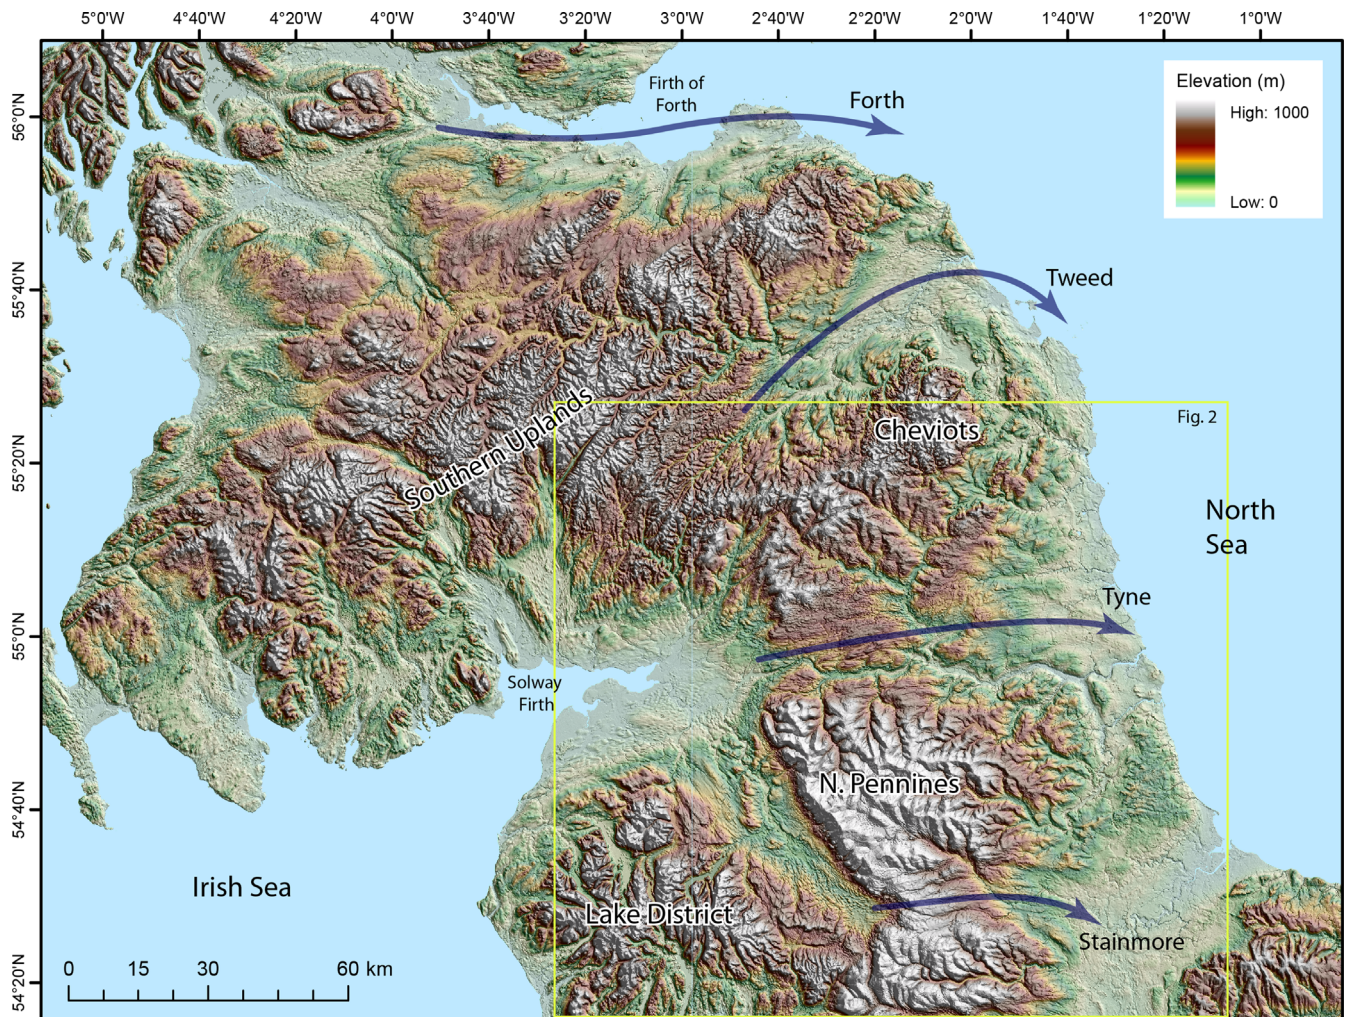 5°0'W
4°40'W
4°20'W
4°0'W
3°40'W
3°20'W
3°0'W
2°40'W
2°20'W
2°00'W
1°40'W
1°20'W
1°0'W
56°0'N
55°40'N
55°20'N
55°0'N
54°40'N
54°20'N
Elevation (m)
High: 1000
Low: 0
Firth of
Forth
Forth
Tweed
Fig. 2
Cheviots
Southern Uplands
North
Sea
Tyne
Solway
Firth
N. Pennines
Irish Sea
Lake District
Stainmore
0 15 30 60 km